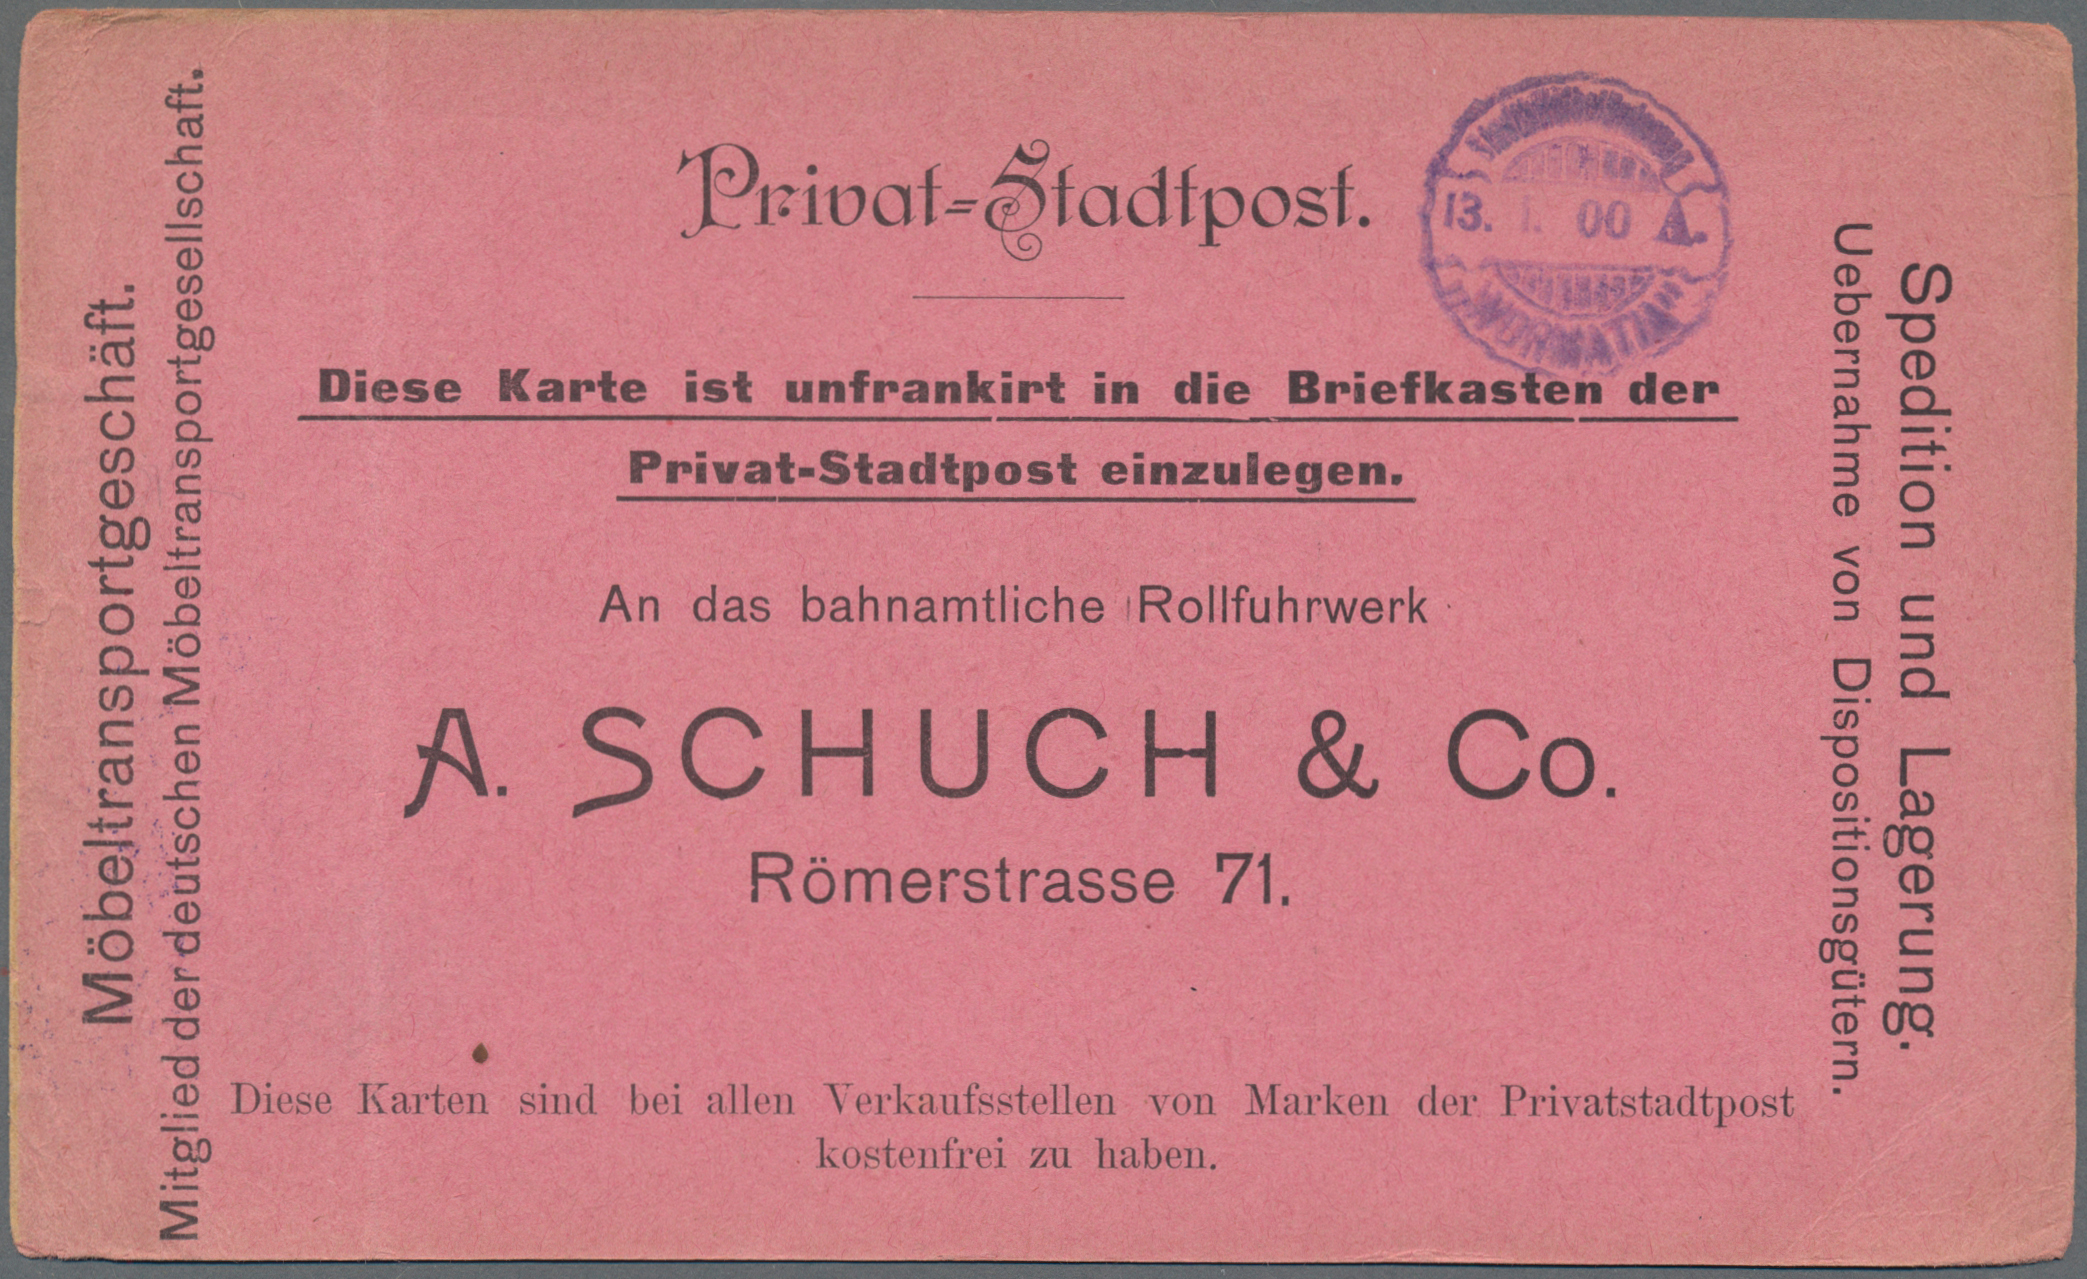 Privat-Stadtpost.
13. 1. 00 A.
"WORMATIA"
Diese Karte ist unfrankirt in die Briefkasten der
Privat-Stadtpost einzulegen.
An das bahnamtliche Rollfuhrwerk
A. SCHUCH & Co.
Römerstrasse 71.
Diese Karten sind bei allen Verkaufsstellen von Marken der Privatstadtpost
kostenfrei zu haben.
Möbeltransportgeschäft.
Mitglied der deutschen Möbeltransportgesellschaft.
Spedition und Lagerung.
Uebernahme von Dispositionsgütern.